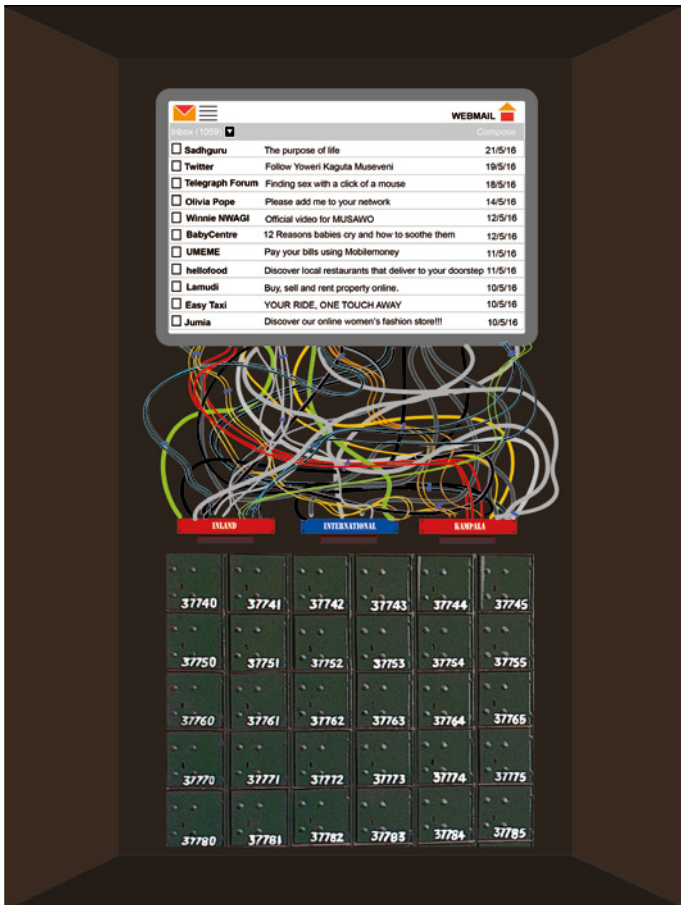 WEBMAIL
Inbox (1059) Compose
Sadhguru The purpose of life 21/5/16
Twitter Follow Yoweri Kaguta Museveni 19/5/16
Telegraph Forum Finding sex with a click of a mouse 18/5/16
Olivia Pope Please add me to your network 14/5/16
Winnie NWAGI Official video for MUSAWO 12/5/16
BabyCentre 12 Reasons babies cry and how to soothe them 12/5/16
UMEME Pay your bills using Mobilemoney 11/5/16
hellofood Discover local restaurants that deliver to your doorstep 11/5/16
Lamudi Buy, sell and rent property online. 10/5/16
Easy Taxi YOUR RIDE, ONE TOUCH AWAY 10/5/16
Jumia Discover our online women's fashion store!!! 10/5/16
INLAND INTERNATIONAL KAMPALA
37740 37741 37742 37743 37744 37745
37750 37751 37752 37753 37754 37755
37760 37761 37762 37763 37764 37765
37770 37771 37772 37773 37774 37775
37780 37781 37782 37783 37784 37785